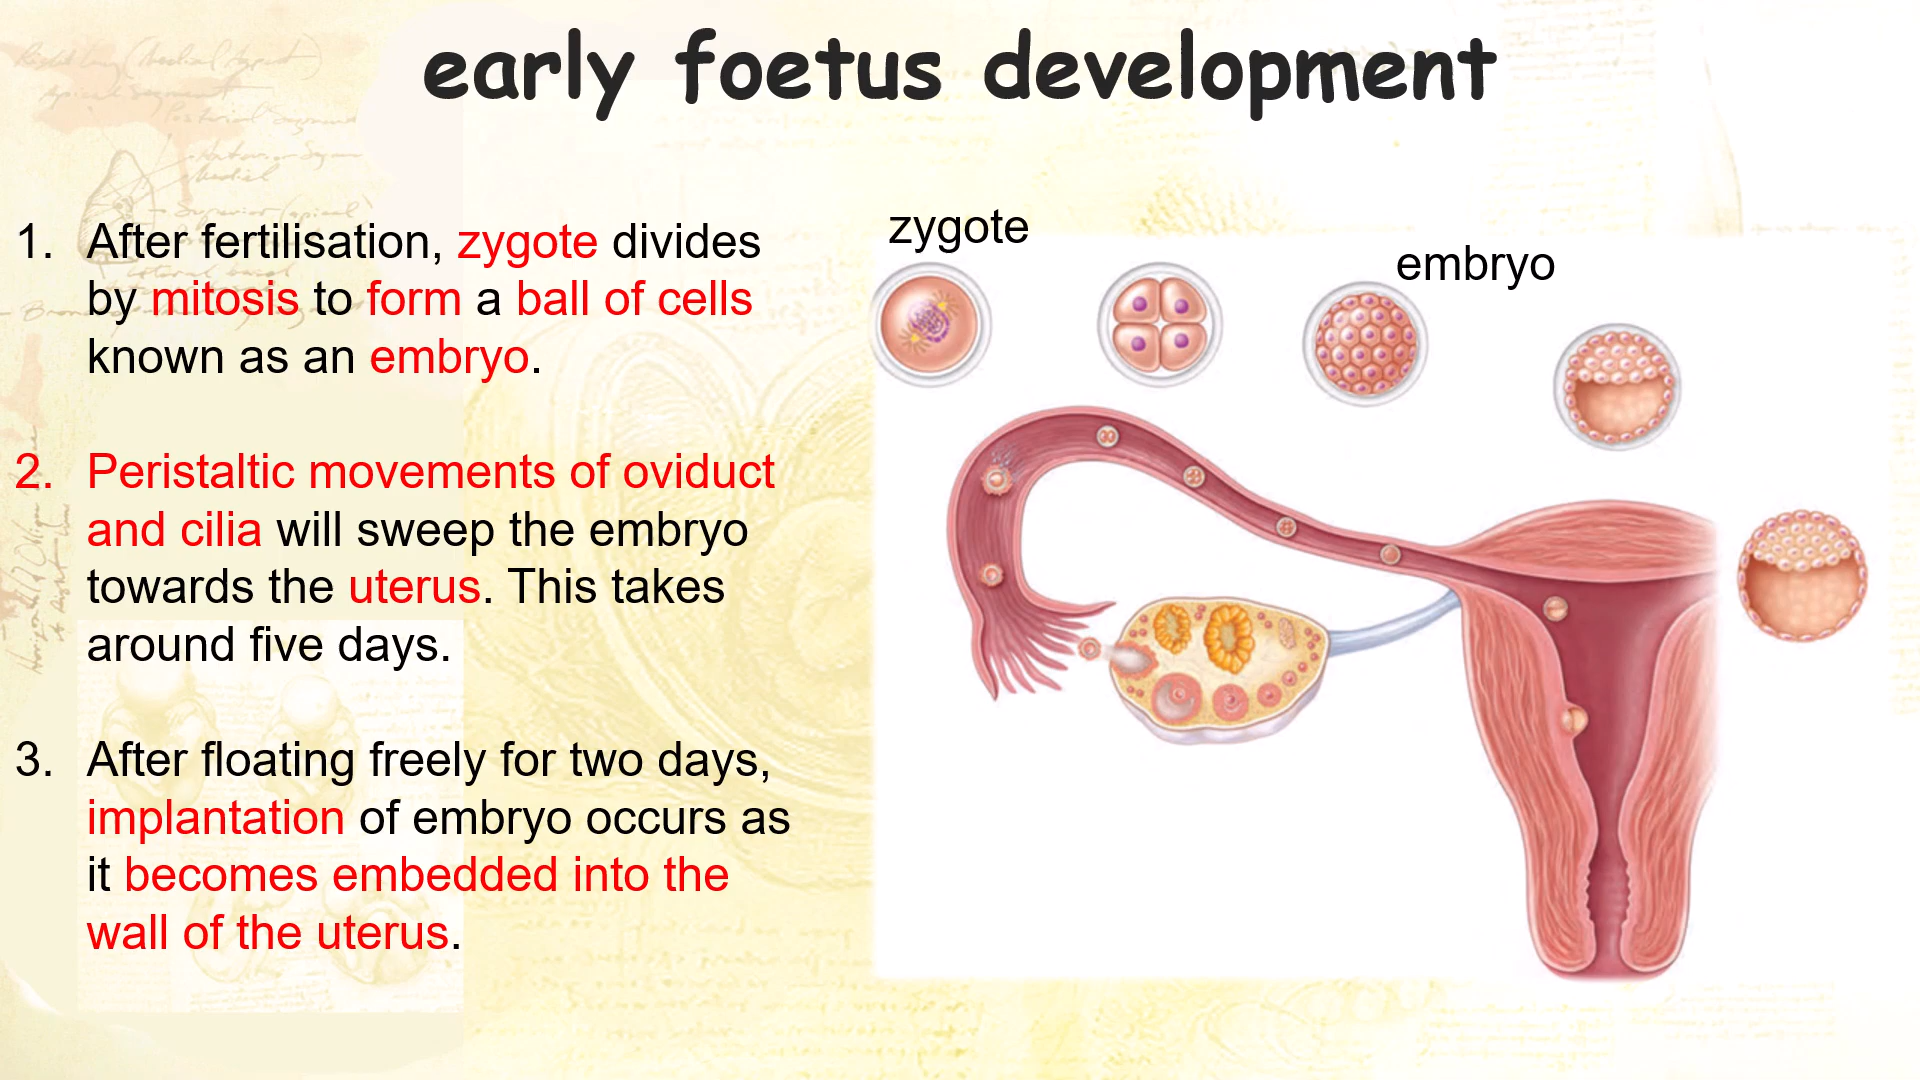 early foetus development
1. After fertilisation, zygote divides
by mitosis to form a ball of cells
known as an embryo.
2. Peristaltic movements of oviduct
and cilia will sweep the embryo
towards the uterus. This takes
around five days.
3. After floating freely for two days,
implantation of embryo occurs as
it becomes embedded into the
wall of the uterus.
zygote
embryo